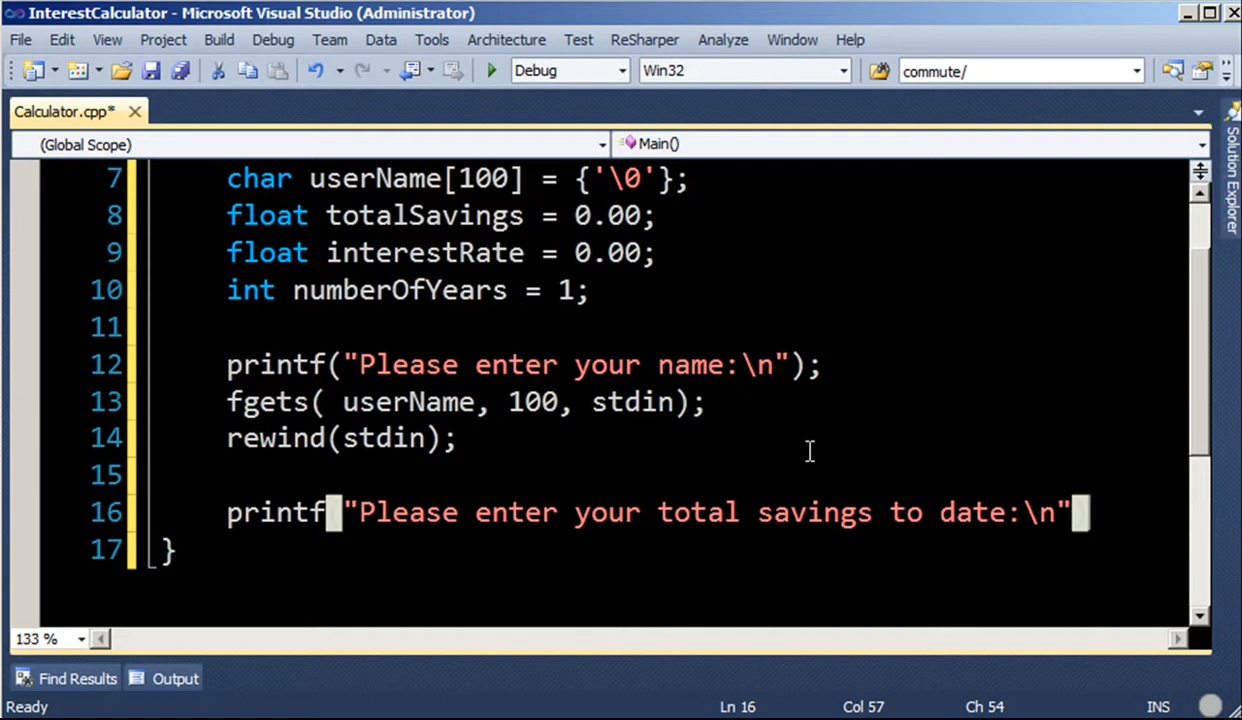 InterestCalculator - Microsoft Visual Studio (Administrator)
File Edit View Project Build Debug Team Data Tools Architecture Test ReSharper Analyze Window Help
Debug Win32 commute/
Calculator.cpp*
(Global Scope) Main()
Solution Explorer
7 char userName[100] = {'\0'};
8 float totalSavings = 0.00;
9 float interestRate = 0.00;
10 int numberOfYears = 1;
11
12 printf("Please enter your name:\n");
13 fgets( userName, 100, stdin);
14 rewind(stdin);
15
16 printf("Please enter your total savings to date:\n")
17 }
133 %
Find Results Output
Ready Ln 16 Col 57 Ch 54 INS